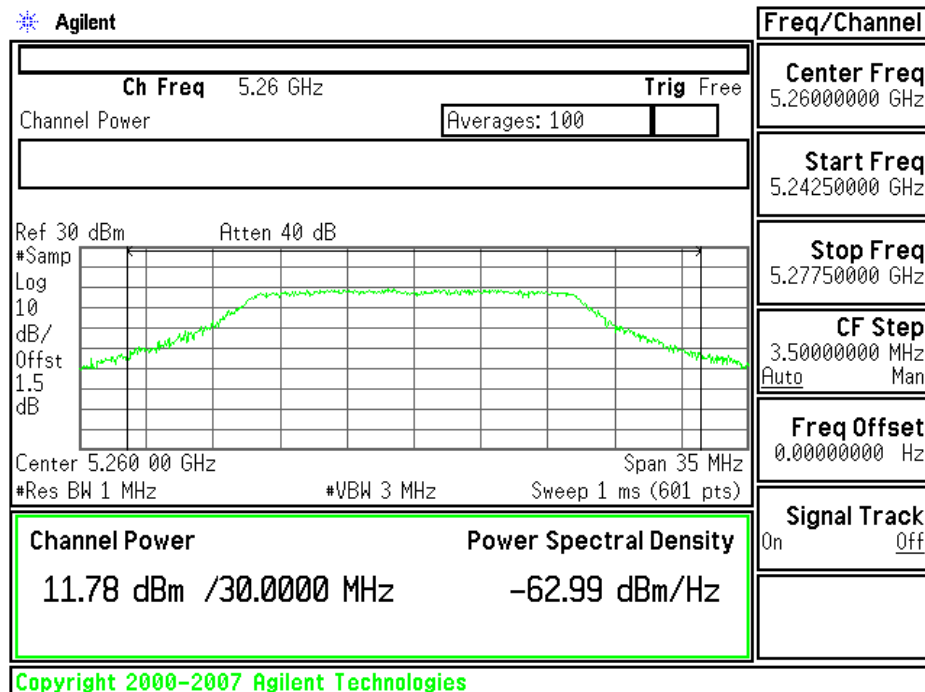 Agilent
Ch Freq 5.26 GHz Trig Free
Channel Power Averages: 100
Ref 30 dBm Atten 40 dB
#Samp
Log
10
dB/
Offst
1.5
dB
Center 5.260 00 GHz Span 35 MHz
#Res BW 1 MHz #VBW 3 MHz Sweep 1 ms (601 pts)
Channel Power Power Spectral Density
11.78 dBm /30.0000 MHz -62.99 dBm/Hz
Copyright 2000-2007 Agilent Technologies
Freq/Channel
Center Freq
5.26000000 GHz
Start Freq
5.24250000 GHz
Stop Freq
5.27750000 GHz
CF Step
3.50000000 MHz
Auto Man
Freq Offset
0.00000000 Hz
Signal Track
On Off